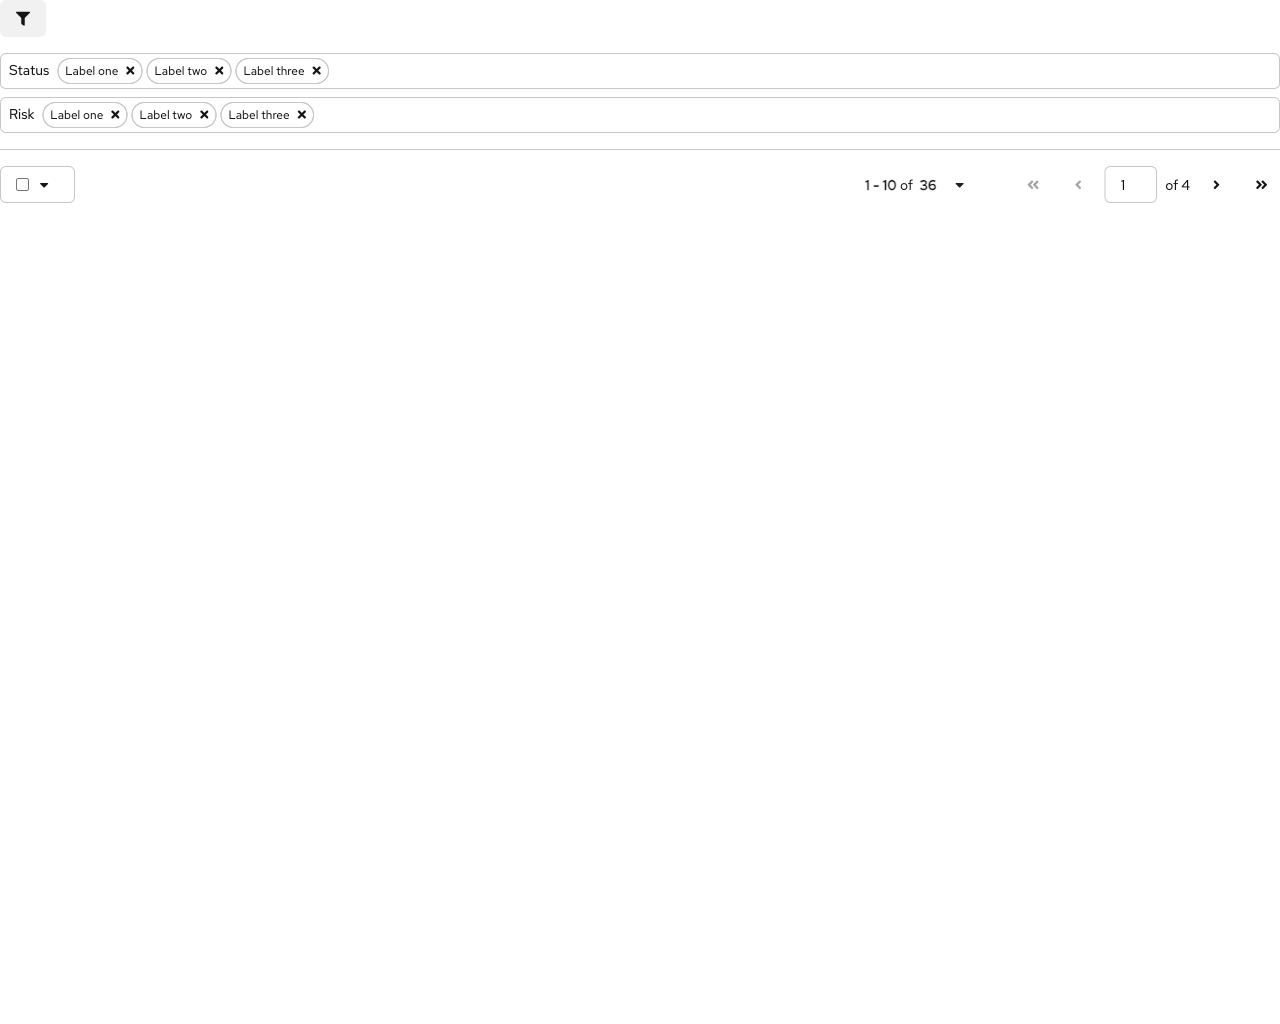 Status Label one Label two Label three
Risk Label one Label two Label three
1 - 10 of 36 1 of 4